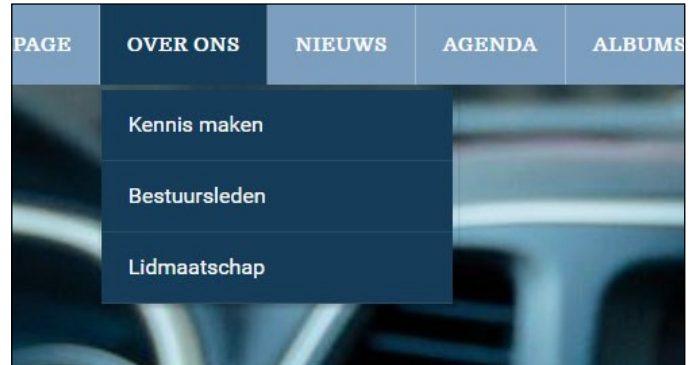 PAGE OVER ONS NIEUWS AGENDA ALBUMS
Kennis maken
Bestuursleden
Lidmaatschap